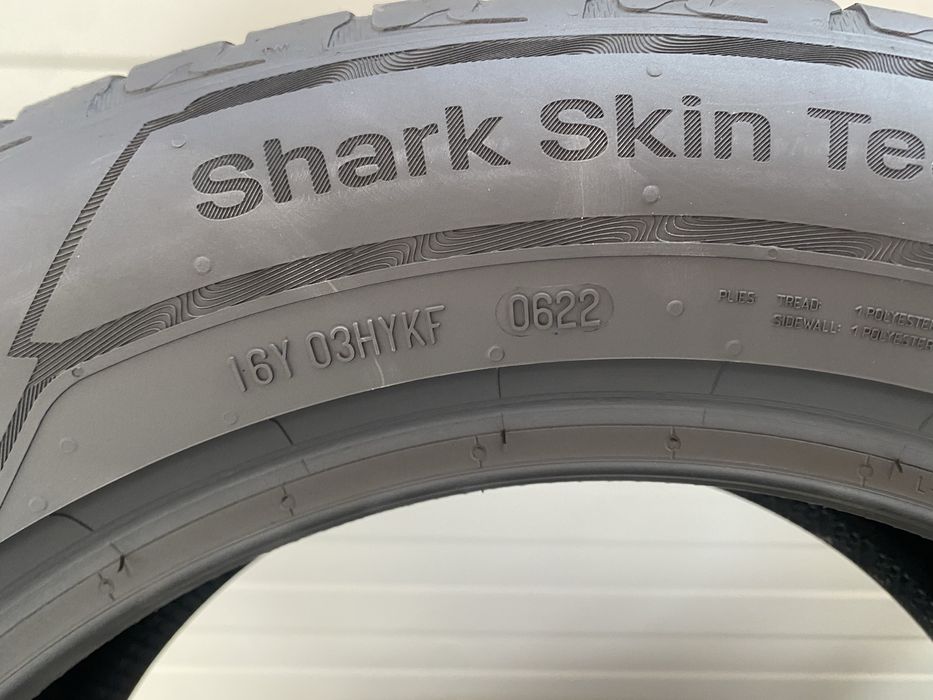 Shark Skin Te
16Y 03HYKF 0622
PLIES TREAD: 1 POLYESTER
SIDEWALL: 1 POLYESTER